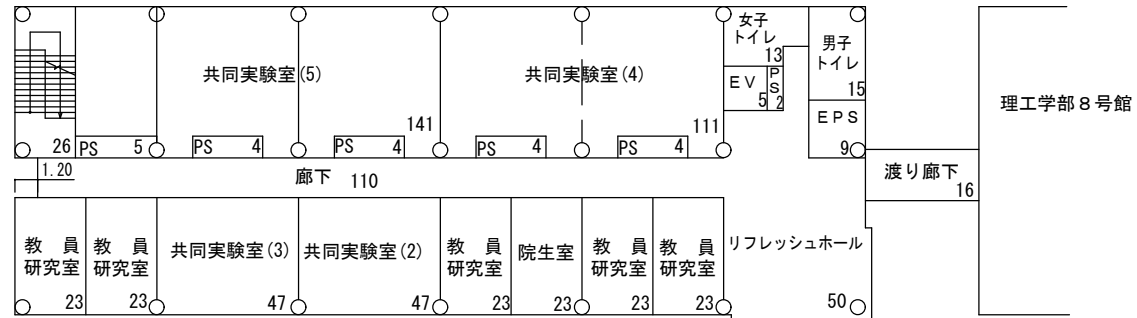 女子
トイレ
13
男子
トイレ
15
共同実験室(5)
141
共同実験室(4)
111
EV
5
PS
2
EPS
9
理工学部８号館
26
PS 5
PS 4
PS 4
PS 4
PS 4
1.20
廊下 110
渡り廊下
16
教 員
研究室
23
教 員
研究室
23
共同実験室(3)
47
共同実験室(2)
47
教 員
研究室
23
院生室
23
教 員
研究室
23
教 員
研究室
23
リフレッシュホール
50